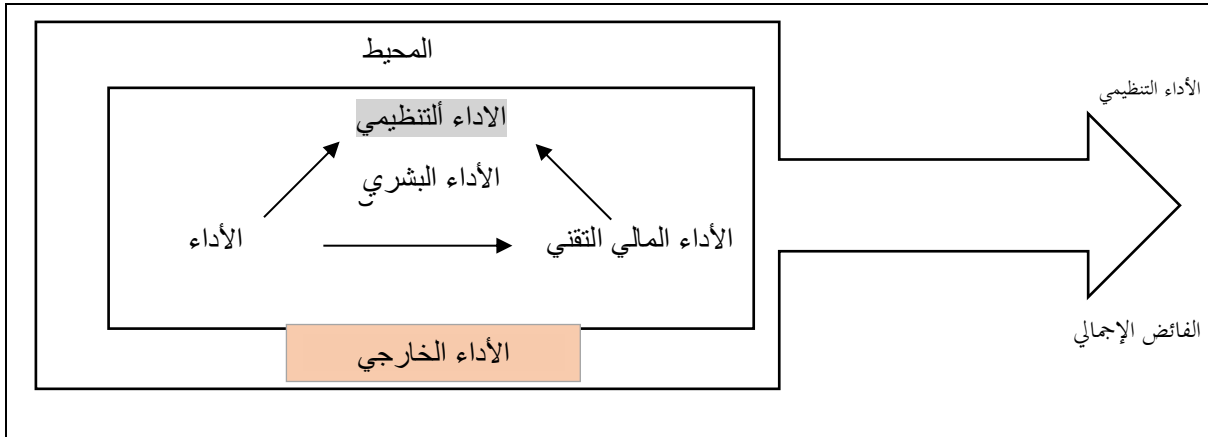 المحيط
الأداء التنظيمي
الاداء ألتنظيمي
الأداء البشري
الأداء المالي التقني
الأداء
الفائض الإجمالي
الأداء الخارجي